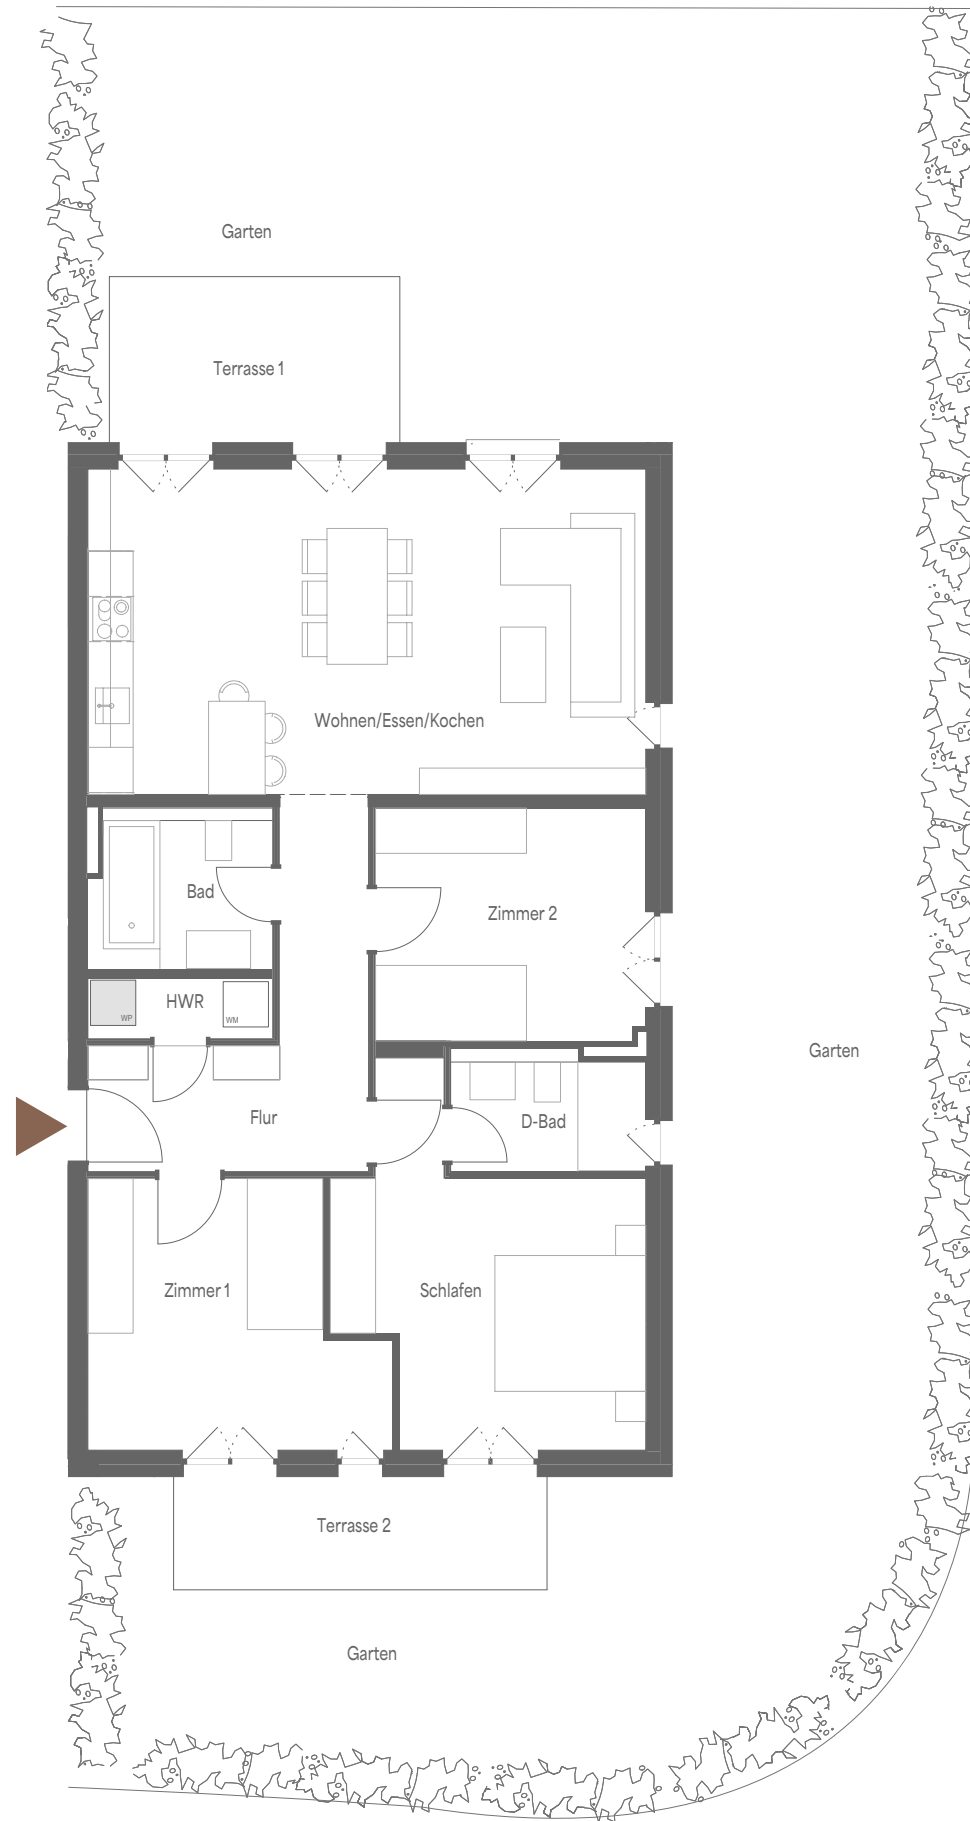 Garten
Terrasse 1
Wohnen/Essen/Kochen
Bad
Zimmer 2
HWR
WP
WM
Garten
Flur
D-Bad
Zimmer 1
Schlafen
Terrasse 2
Garten